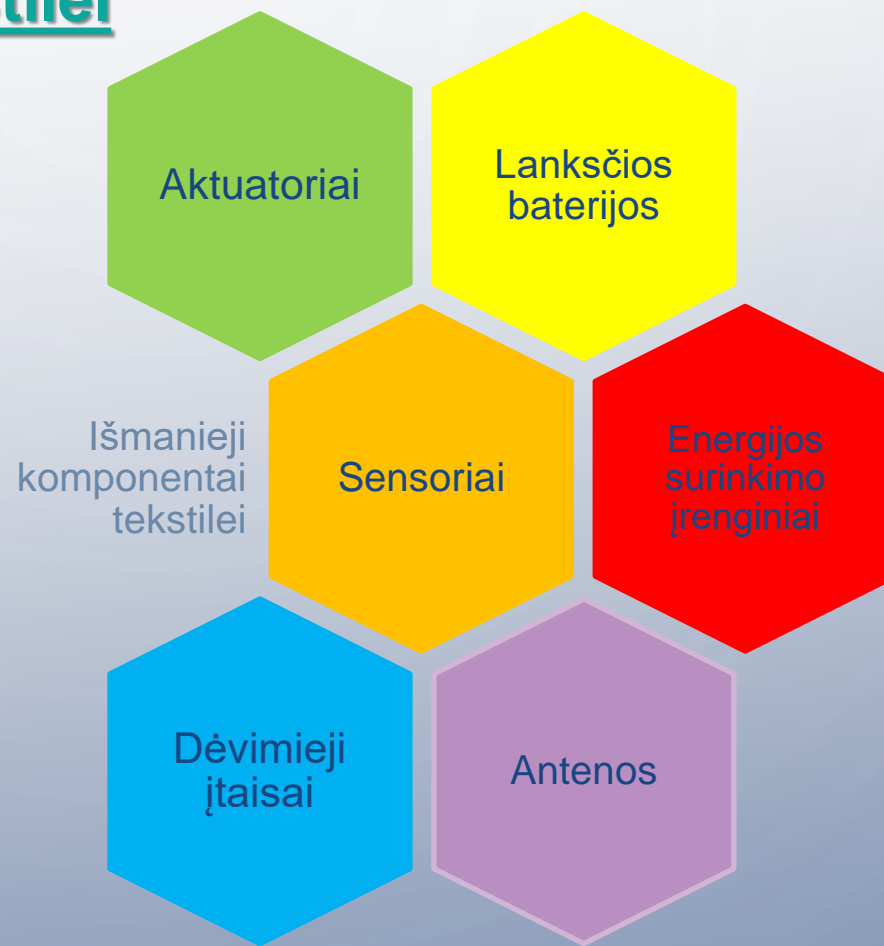 Aktuatoriai
Lanksčios
baterijos
Išmanieji
komponentai
tekstilei
Sensoriai
Energijos
surinkimo
įrenginiai
Dėvimieji
įtaisai
Antenos